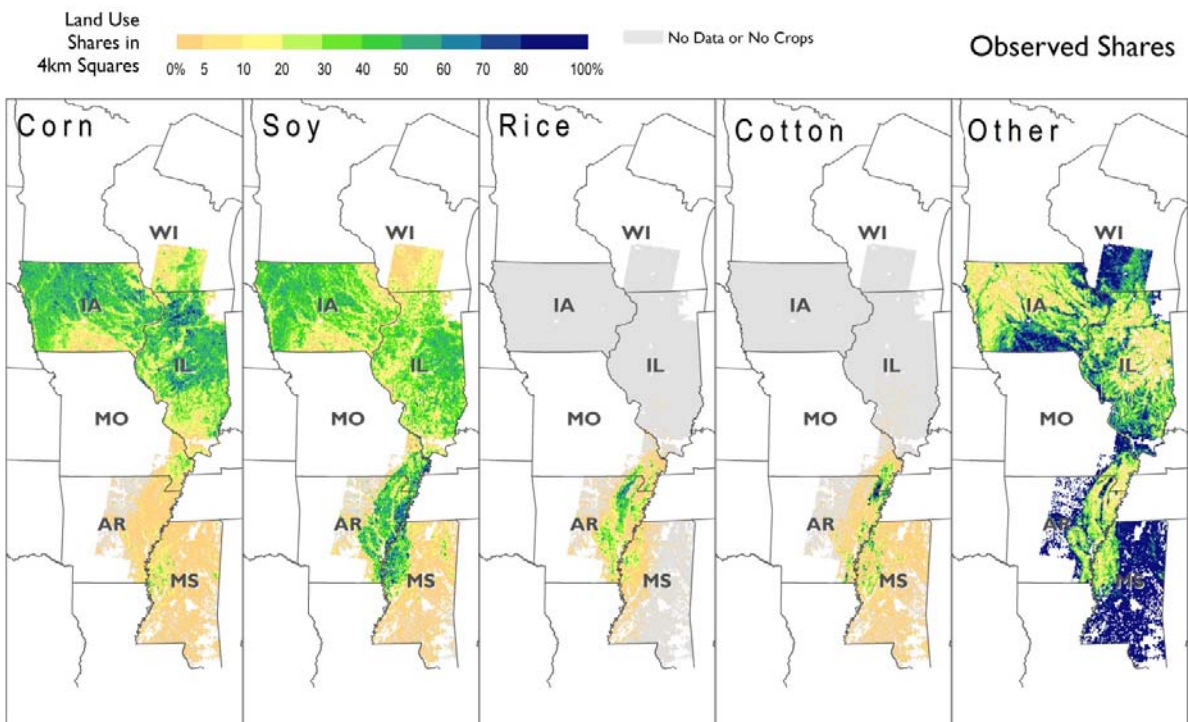 Land Use
Shares in
4km Squares
0% 5 10 20 30 40 50 60 70 80 100%
No Data or No Crops
Observed Shares
Corn
WI
IA
IL
MO
AR
MS
Soy
WI
IA
IL
MO
AR
MS
Rice
WI
IA
IL
MO
AR
MS
Cotton
WI
IA
IL
MO
AR
MS
Other
WI
IA
IL
MO
AR
MS